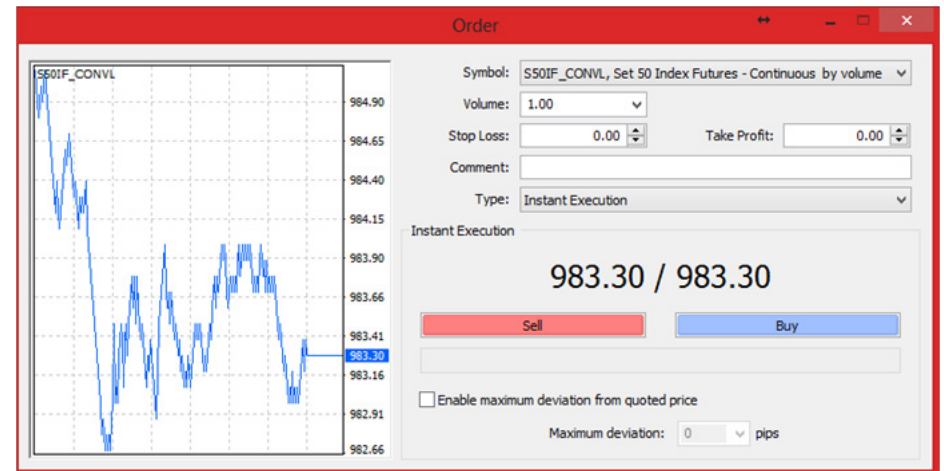 Order
S50IF_CONVL
984.90
984.65
984.40
984.15
983.90
983.66
983.41
983.30
983.16
982.91
982.66
Symbol: S50IF_CONVL, Set 50 Index Futures - Continuous by volume
Volume: 1.00
Stop Loss: 0.00 Take Profit: 0.00
Comment:
Type: Instant Execution
Instant Execution
983.30 / 983.30
Sell Buy
Enable maximum deviation from quoted price
Maximum deviation: 0 pips